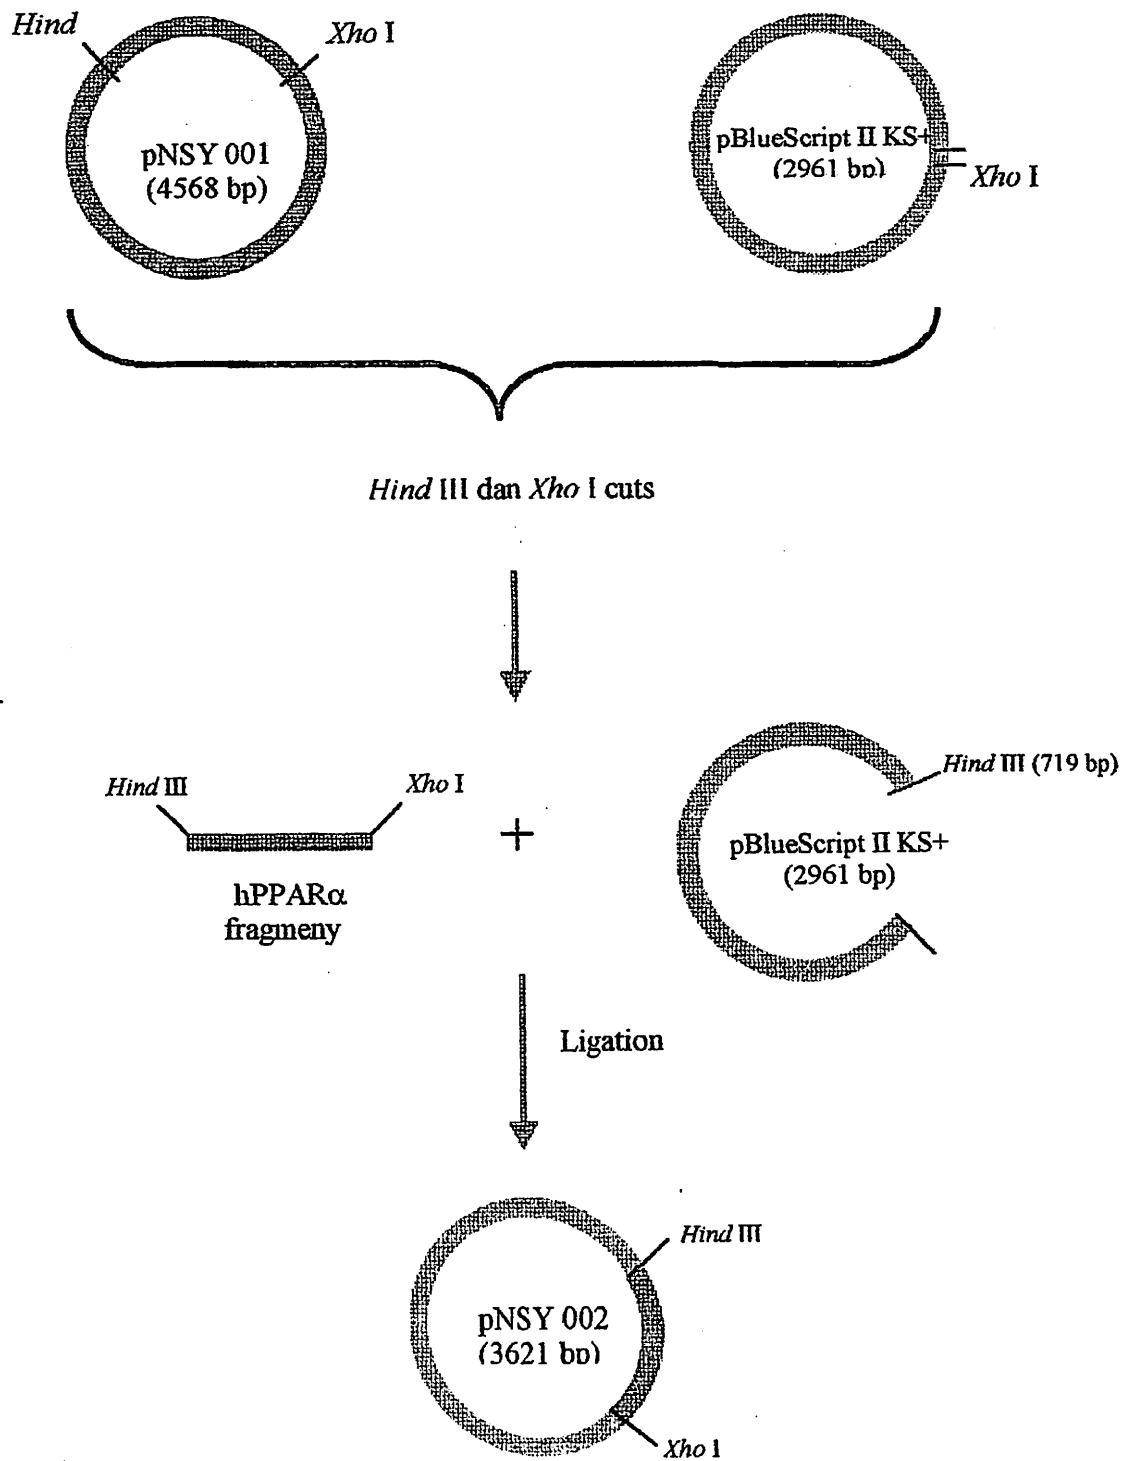 Hind
Xho I
pNSY 001
(4568 bp)
pBlueScript II KS+
(2961 bp)
Xho I
Hind III dan Xho I cuts
Hind III
Xho I
+
hPPARα
fragmeny
Hind III (719 bp)
pBlueScript II KS+
(2961 bp)
Ligation
pNSY 002
(3621 bp)
Hind III
Xho I